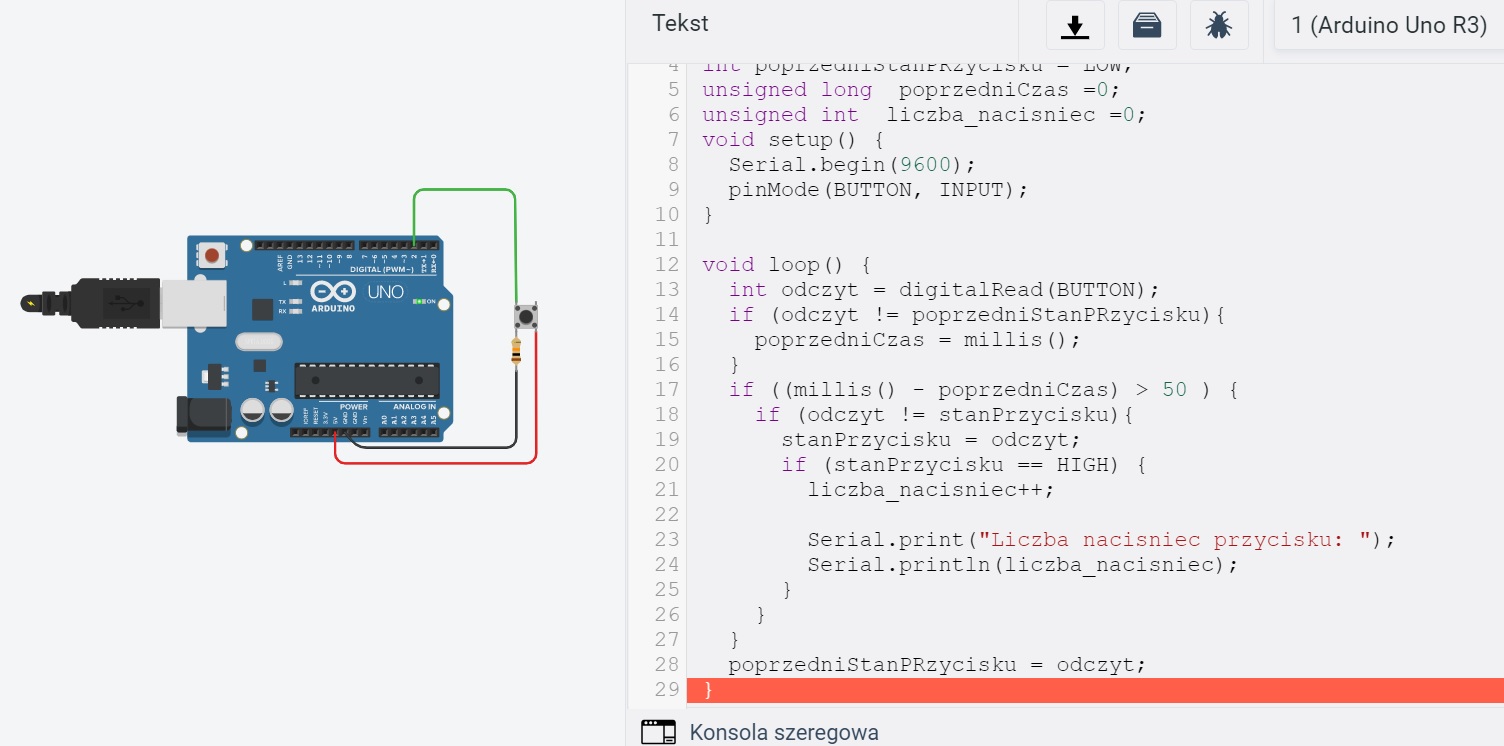 Tekst
1 (Arduino Uno R3)
4 int poprzedniStanPRzycisku = LOW;
5 unsigned long  poprzedniCzas =0;
6 unsigned int  liczba_nacisniec =0;
7 void setup() {
8   Serial.begin(9600);
9   pinMode(BUTTON, INPUT);
10 }
11
12 void loop() {
13   int odczyt = digitalRead(BUTTON);
14   if (odczyt != poprzedniStanPRzycisku){
15     poprzedniCzas = millis();
16   }
17   if ((millis() - poprzedniCzas) > 50 ) {
18     if (odczyt != stanPrzycisku){
19       stanPrzycisku = odczyt;
20       if (stanPrzycisku == HIGH) {
21         liczba_nacisniec++;
22
23         Serial.print("Liczba nacisniec przycisku: ");
24         Serial.println(liczba_nacisniec);
25       }
26     }
27   }
28   poprzedniStanPRzycisku = odczyt;
29 }
Konsola szeregowa
AREF GND 13 12 ~11 ~10 ~9 8 7 ~6 ~5 4 ~3 2 TX→1 RX←0
DIGITAL (PWM~)
L
TX
RX
UNO
ON
ARDUINO
POWER
ANALOG IN
IOREF RESET 3.3V 5V GND GND Vin A0 A1 A2 A3 A4 A5